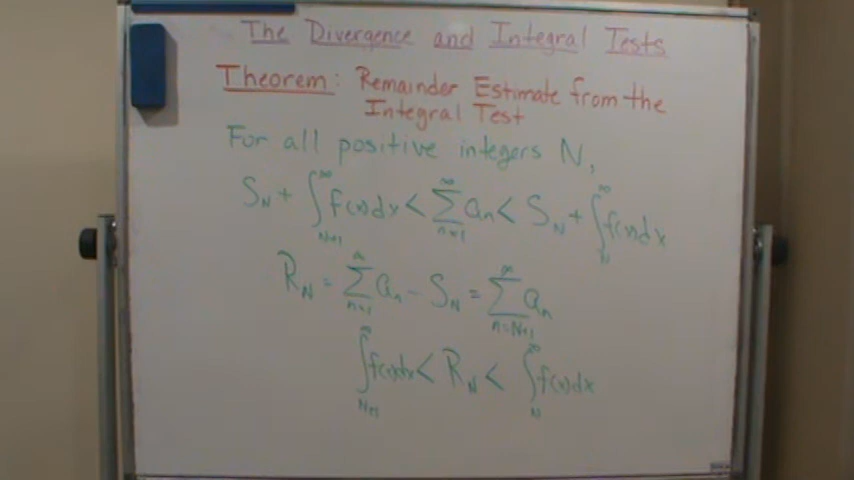 The Divergence and Integral Tests
Theorem: Remainder Estimate from the
Integral Test
For all positive integers N,
S_N + ∫_{N+1}^∞ f(x)dx < ∑_{n=1}^∞ a_n < S_N + ∫_N^∞ f(x)dx
R_N = ∑_{n=1}^∞ a_n - S_N = ∑_{n=N+1}^∞ a_n
∫_{N+1}^∞ f(x)dx < R_N < ∫_N^∞ f(x)dx